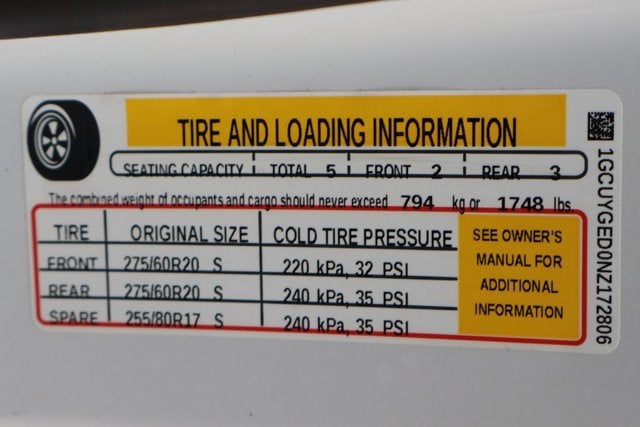 TIRE AND LOADING INFORMATION
SEATING CAPACITY TOTAL 5 FRONT 2 REAR 3
The combined weight of occupants and cargo should never exceed 794 kg or 1748 lbs.
TIRE ORIGINAL SIZE COLD TIRE PRESSURE
FRONT 275/60R20 S 220 kPa, 32 PSI
REAR 275/60R20 S 240 kPa, 35 PSI
SPARE 255/80R17 S 240 kPa, 35 PSI
SEE OWNER'S
MANUAL FOR
ADDITIONAL
INFORMATION
1GCUYGED0NZ172806